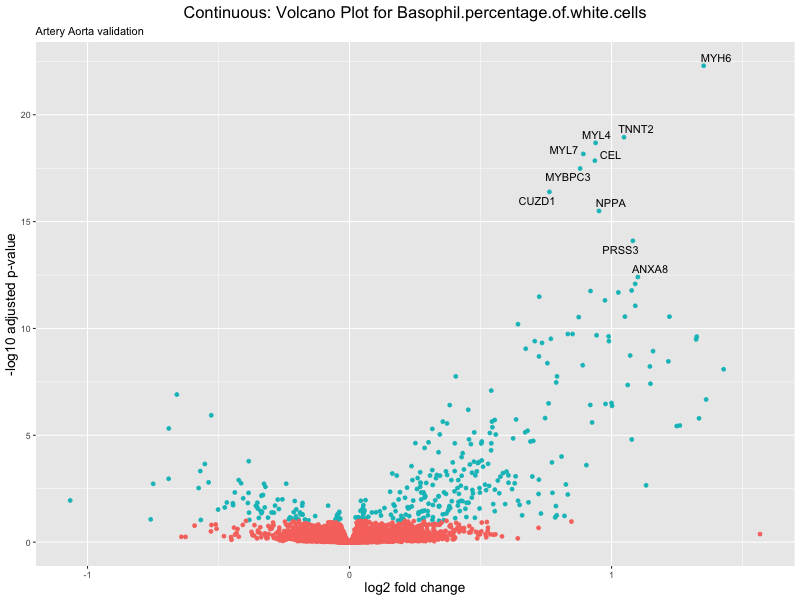 Continuous: Volcano Plot for Basophil.percentage.of.white.cells
Artery Aorta validation
MYH6
TNNT2
MYL4
MYL7
CEL
MYBPC3
CUZD1
NPPA
PRSS3
ANXA8
20
15
10
5
0
-log10 adjusted p-value
-1
0
1
log2 fold change